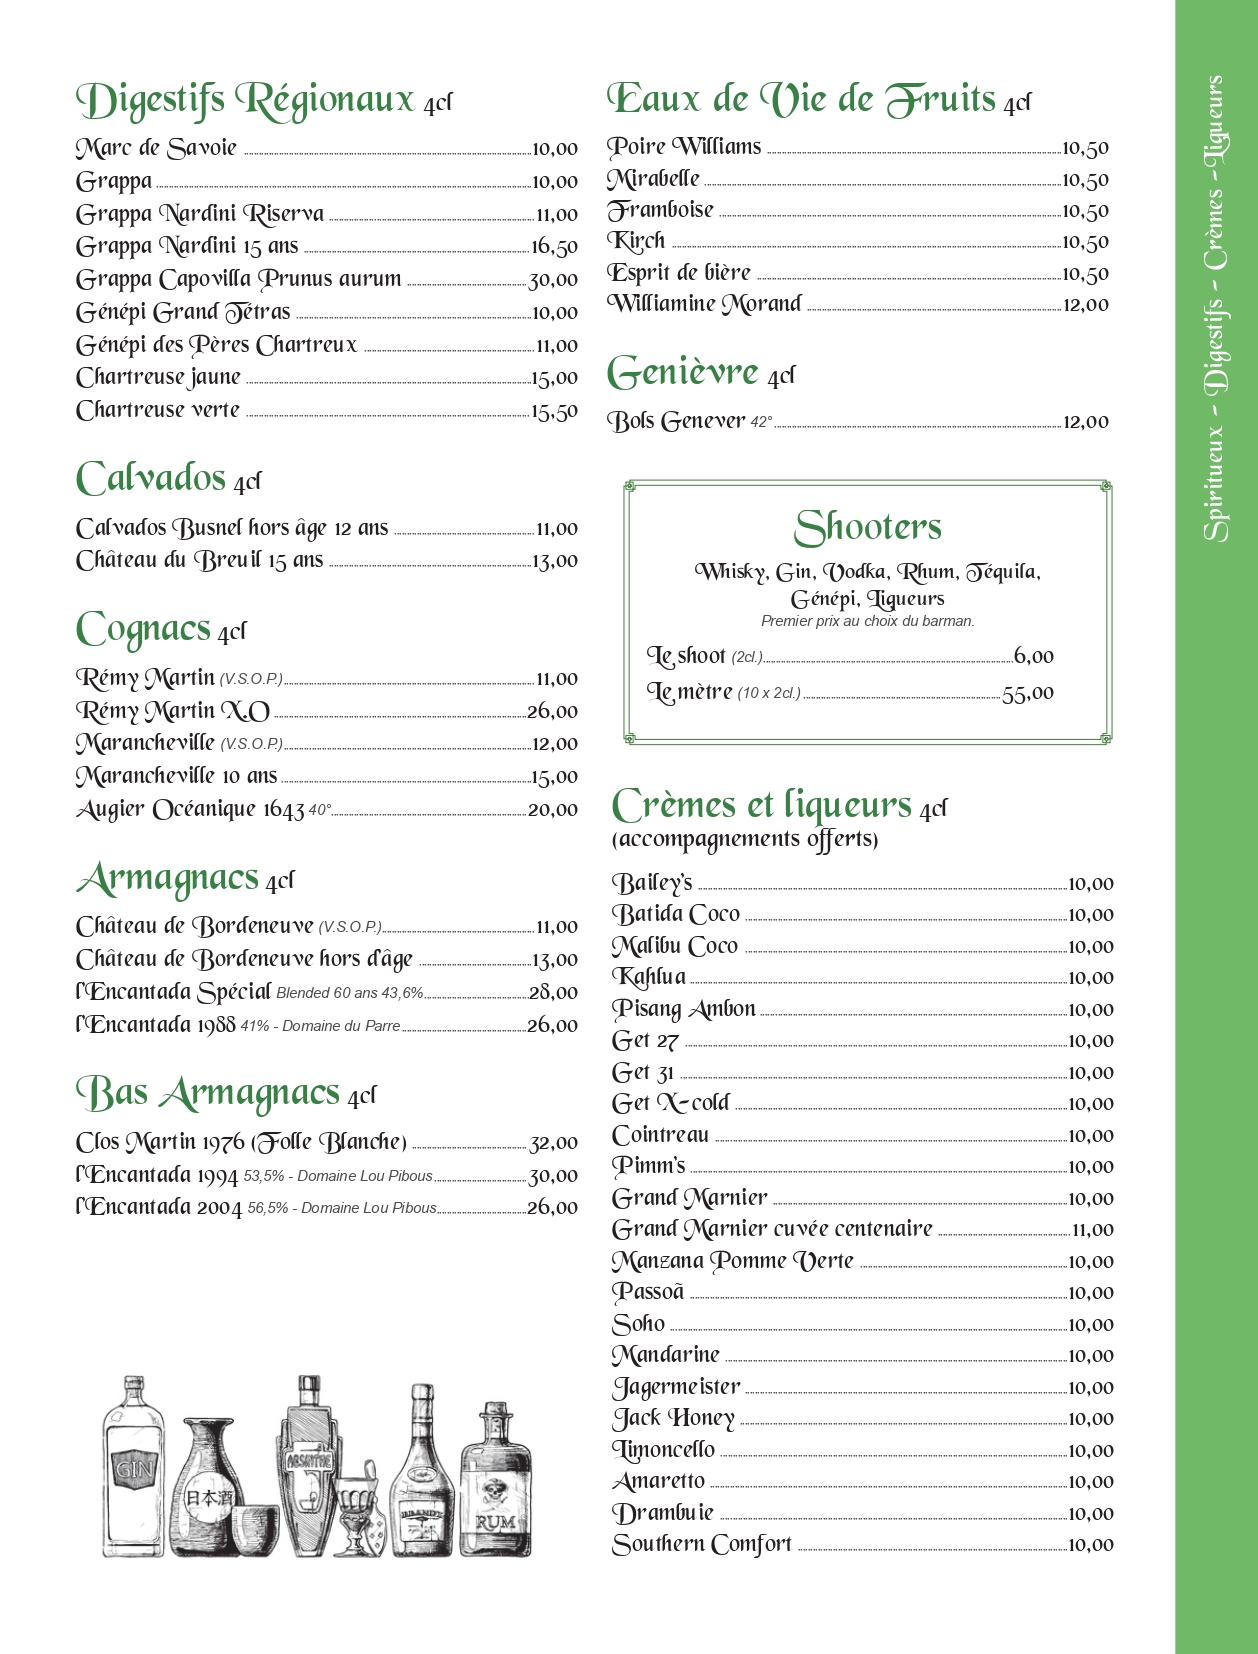 Digestifs Régionaux 4cl
Marc de Savoie 10,00
Grappa 10,00
Grappa Nardini Riserva 11,00
Grappa Nardini 15 ans 16,50
Grappa Capovilla Prunus aurum 30,00
Génépi Grand Tétras 10,00
Génépi des Pères Chartreux 11,00
Chartreuse jaune 15,00
Chartreuse verte 15,50
Calvados 4cl
Calvados Busnel hors âge 12 ans 11,00
Château du Breuil 15 ans 13,00
Cognacs 4cl
Rémy Martin (V.S.O.P.) 11,00
Rémy Martin X.O 26,00
Marancheville (V.S.O.P.) 12,00
Marancheville 10 ans 15,00
Augier Océanique 1643 40° 20,00
Armagnacs 4cl
Château de Bordeneuve (V.S.O.P.) 11,00
Château de Bordeneuve hors d'âge 13,00
l'Encantada Spécial Blended 60 ans 43,6% 28,00
l'Encantada 1988 41% - Domaine du Parre 26,00
Bas Armagnacs 4cl
Clos Martin 1976 (Folle Blanche) 32,00
l'Encantada 1994 53,5% - Domaine Lou Pibous 30,00
l'Encantada 2004 56,5% - Domaine Lou Pibous 26,00
GIN
日本酒
ABSINTHE
BRANDY
RUM
Eaux de Vie de Fruits 4cl
Poire Williams 10,50
Mirabelle 10,50
Framboise 10,50
Kirch 10,50
Esprit de bière 10,50
Williamine Morand 12,00
Genièvre 4cl
Bols Genever 42° 12,00
Shooters
Whisky, Gin, Vodka, Rhum, Téquila,
Génépi, Liqueurs
Premier prix au choix du barman.
Le shoot (2cl.) 6,00
Le mètre (10 x 2cl.) 55,00
Crèmes et liqueurs 4cl
(accompagnements offerts)
Bailey's 10,00
Batida Coco 10,00
Malibu Coco 10,00
Kahlua 10,00
Pisang Ambon 10,00
Get 27 10,00
Get 31 10,00
Get X-cold 10,00
Cointreau 10,00
Pimm's 10,00
Grand Marnier 10,00
Grand Marnier cuvée centenaire 11,00
Manzana Pomme Verte 10,00
Passoã 10,00
Soho 10,00
Mandarine 10,00
Jagermeister 10,00
Jack Honey 10,00
Limoncello 10,00
Amaretto 10,00
Drambuie 10,00
Southern Comfort 10,00
Spiritueux - Digestifs - Crèmes -Liqueurs